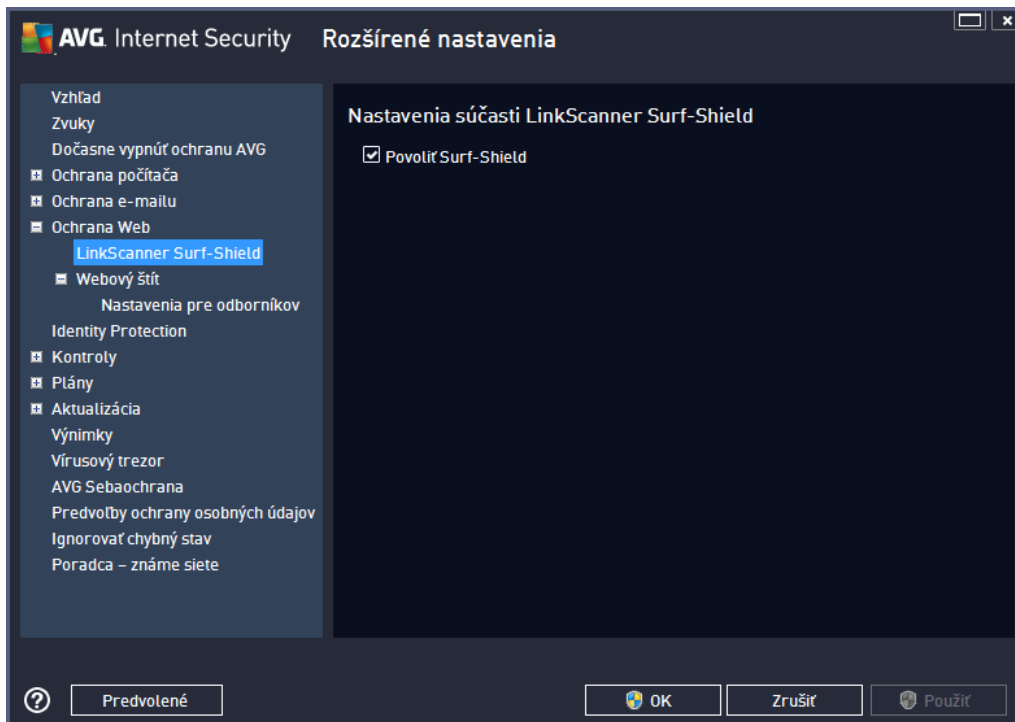 AVG. Internet Security Rozšírené nastavenia
Vzhľad
Zvuky
Dočasne vypnúť ochranu AVG
Ochrana počítača
Ochrana e-mailu
Ochrana Web
LinkScanner Surf-Shield
Webový štít
Nastavenia pre odborníkov
Identity Protection
Kontroly
Plány
Aktualizácia
Výnimky
Vírusový trezor
AVG Sebaochrana
Predvoľby ochrany osobných údajov
Ignorovať chybný stav
Poradca – známe siete
Nastavenia súčasti LinkScanner Surf-Shield
Povoliť Surf-Shield
Predvolené
OK
Zrušiť
Použiť